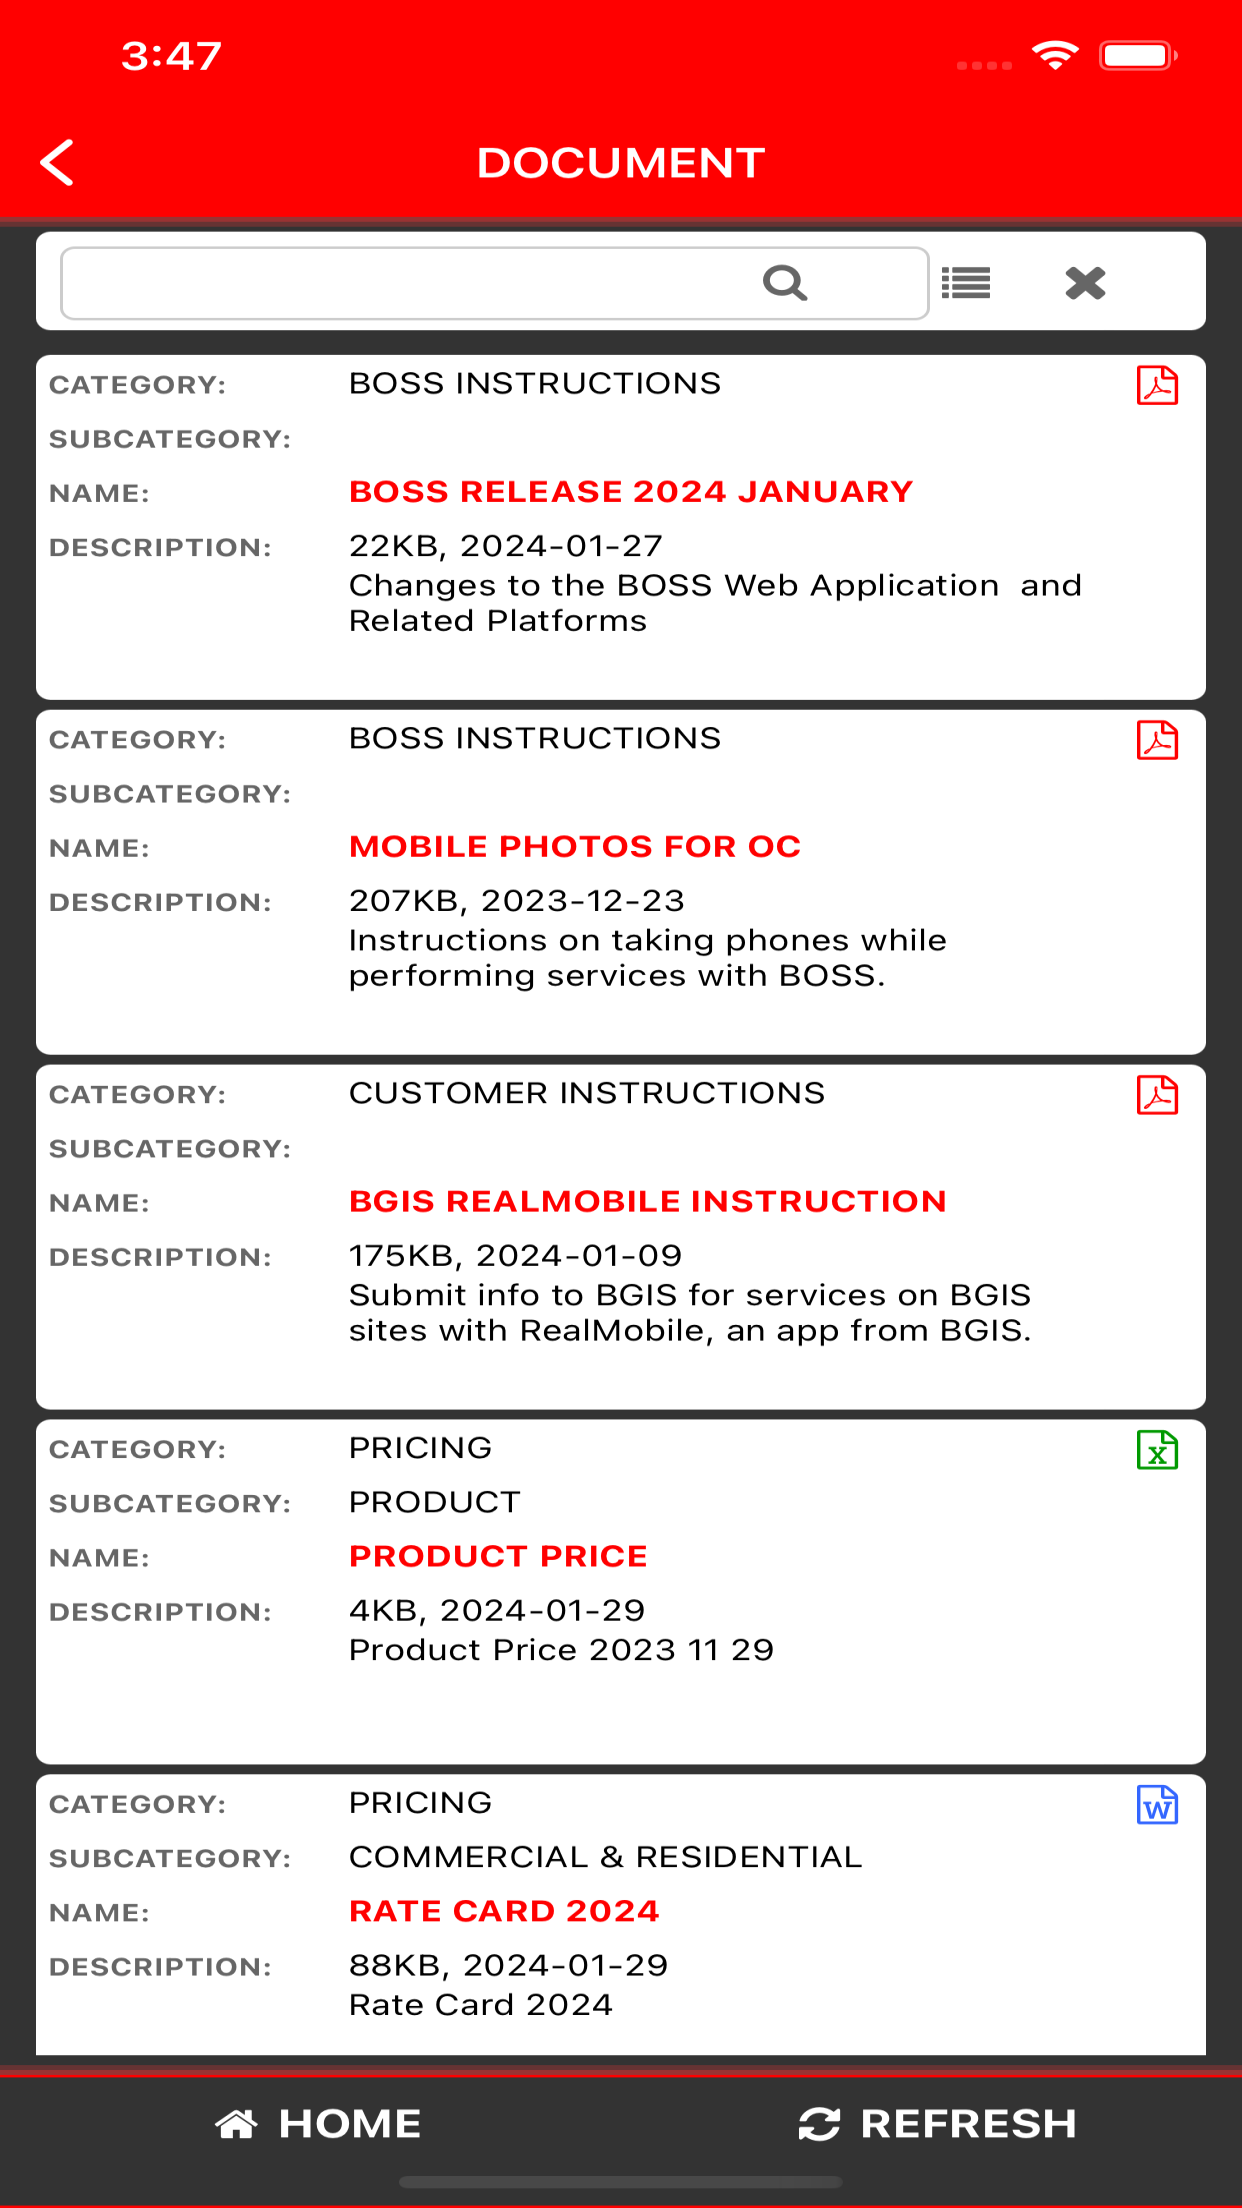 3:47
DOCUMENT
CATEGORY: BOSS INSTRUCTIONS
SUBCATEGORY:
NAME: BOSS RELEASE 2024 JANUARY
DESCRIPTION: 22KB, 2024-01-27
Changes to the BOSS Web Application  and
Related Platforms
CATEGORY: BOSS INSTRUCTIONS
SUBCATEGORY:
NAME: MOBILE PHOTOS FOR OC
DESCRIPTION: 207KB, 2023-12-23
Instructions on taking phones while
performing services with BOSS.
CATEGORY: CUSTOMER INSTRUCTIONS
SUBCATEGORY:
NAME: BGIS REALMOBILE INSTRUCTION
DESCRIPTION: 175KB, 2024-01-09
Submit info to BGIS for services on BGIS
sites with RealMobile, an app from BGIS.
CATEGORY: PRICING
SUBCATEGORY: PRODUCT
NAME: PRODUCT PRICE
DESCRIPTION: 4KB, 2024-01-29
Product Price 2023 11 29
CATEGORY: PRICING
SUBCATEGORY: COMMERCIAL & RESIDENTIAL
NAME: RATE CARD 2024
DESCRIPTION: 88KB, 2024-01-29
Rate Card 2024
HOME REFRESH